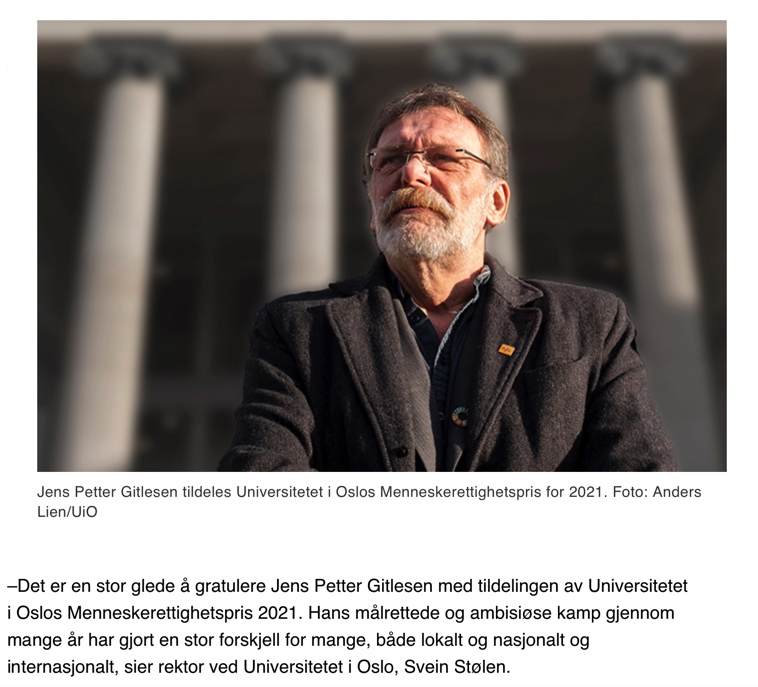 Jens Petter Gitlesen tildeles Universitetet i Oslos Menneskerettighetspris for 2021. Foto: Anders
Lien/UiO
–Det er en stor glede å gratulere Jens Petter Gitlesen med tildelingen av Universitetet
i Oslos Menneskerettighetspris 2021. Hans målrettede og ambisiøse kamp gjennom
mange år har gjort en stor forskjell for mange, både lokalt og nasjonalt og
internasjonalt, sier rektor ved Universitetet i Oslo, Svein Stølen.